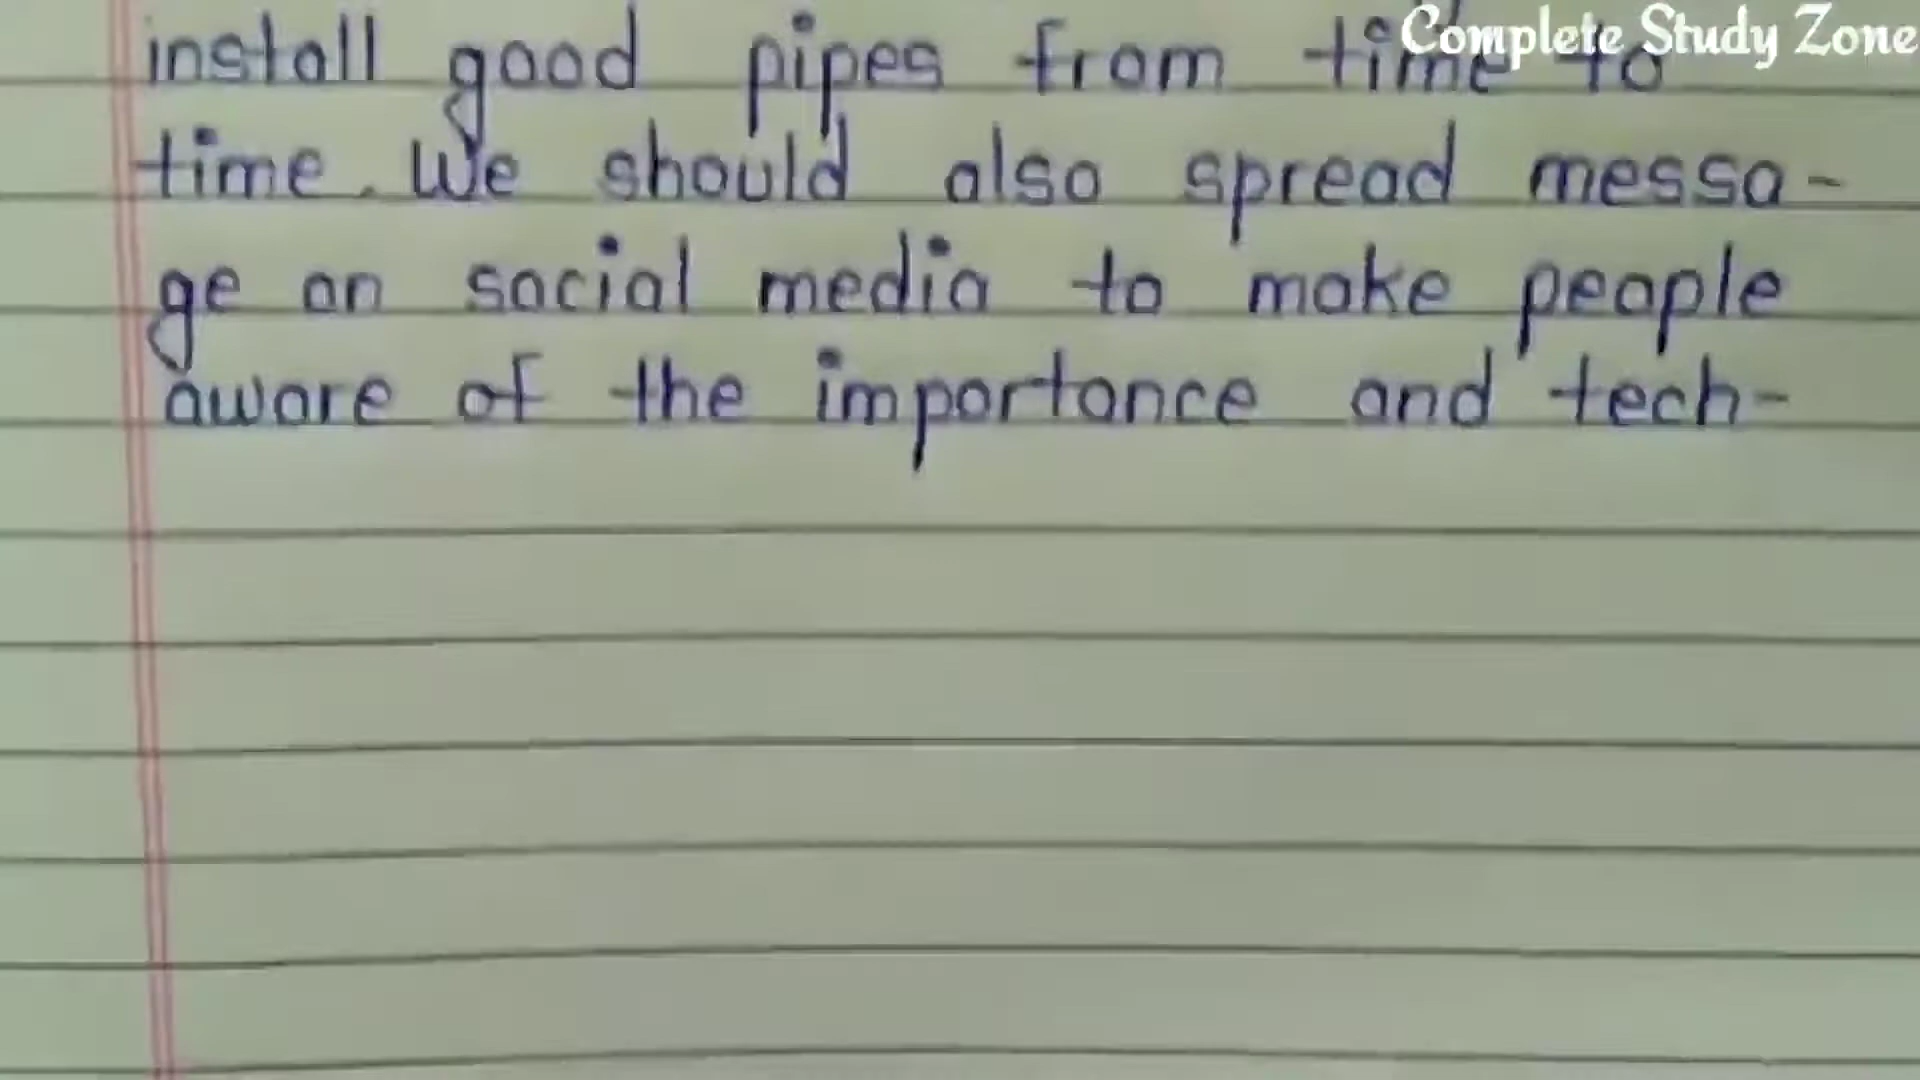 Complete Study Zone
install good pipes from time to
time. We should also spread messa-
ge on social media to make people
aware of the importance and tech-